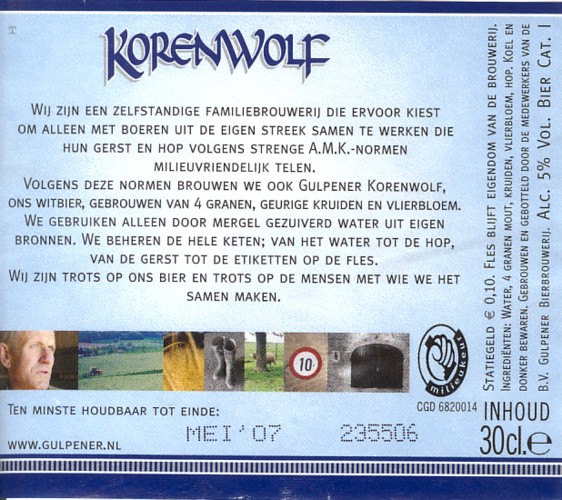 KORENWOLF
WIJ ZIJN EEN ZELFSTANDIGE FAMILIEBROUWERIJ DIE ERVOOR KIEST
OM ALLEEN MET BOEREN UIT DE EIGEN STREEK SAMEN TE WERKEN DIE
HUN GERST EN HOP VOLGENS STRENGE A.M.K.-NORMEN
MILIEUVRIENDELIJK TELEN.
VOLGENS DEZE NORMEN BROUWEN WE OOK GULPENER KORENWOLF,
ONS WITBIER, GEBROUWEN VAN 4 GRANEN, GEURIGE KRUIDEN EN VLIERBLOEM.
WE GEBRUIKEN ALLEEN DOOR MERGEL GEZUIVERD WATER UIT EIGEN
BRONNEN. WE BEHEREN DE HELE KETEN; VAN HET WATER TOT DE HOP,
VAN DE GERST TOT DE ETIKETTEN OP DE FLES.
WIJ ZIJN TROTS OP ONS BIER EN TROTS OP DE MENSEN MET WIE WE HET
SAMEN MAKEN.
10
milieukeur
CGD 6820014
TEN MINSTE HOUDBAAR TOT EINDE:
MEI'07 235506
WWW.GULPENER.NL
STATIEGELD € 0,10. FLES BLIJFT EIGENDOM VAN DE BROUWERIJ.
INGREDIËNTEN: WATER, 4 GRANEN MOUT, KRUIDEN, VLIERBLOEM, HOP. KOEL EN
DONKER BEWAREN. GEBROUWEN EN GEBOTTELD DOOR DE MEDEWERKERS VAN DE
B.V. GULPENER BIERBROUWERIJ. ALC. 5% VOL. BIER CAT. I
INHOUD
30cl.e